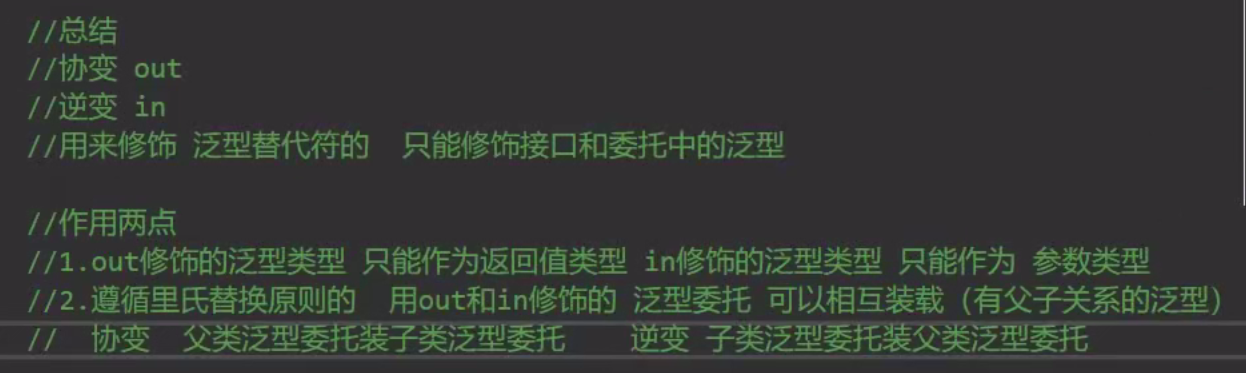 //总结
//协变 out
//逆变 in
//用来修饰 泛型替代符的  只能修饰接口和委托中的泛型
//作用两点
//1.out修饰的泛型类型 只能作为返回值类型 in修饰的泛型类型 只能作为 参数类型
//2.遵循里氏替换原则的  用out和in修饰的 泛型委托 可以相互装载 (有父子关系的泛型)
//  协变  父类泛型委托装子类泛型委托    逆变 子类泛型委托装父类泛型委托